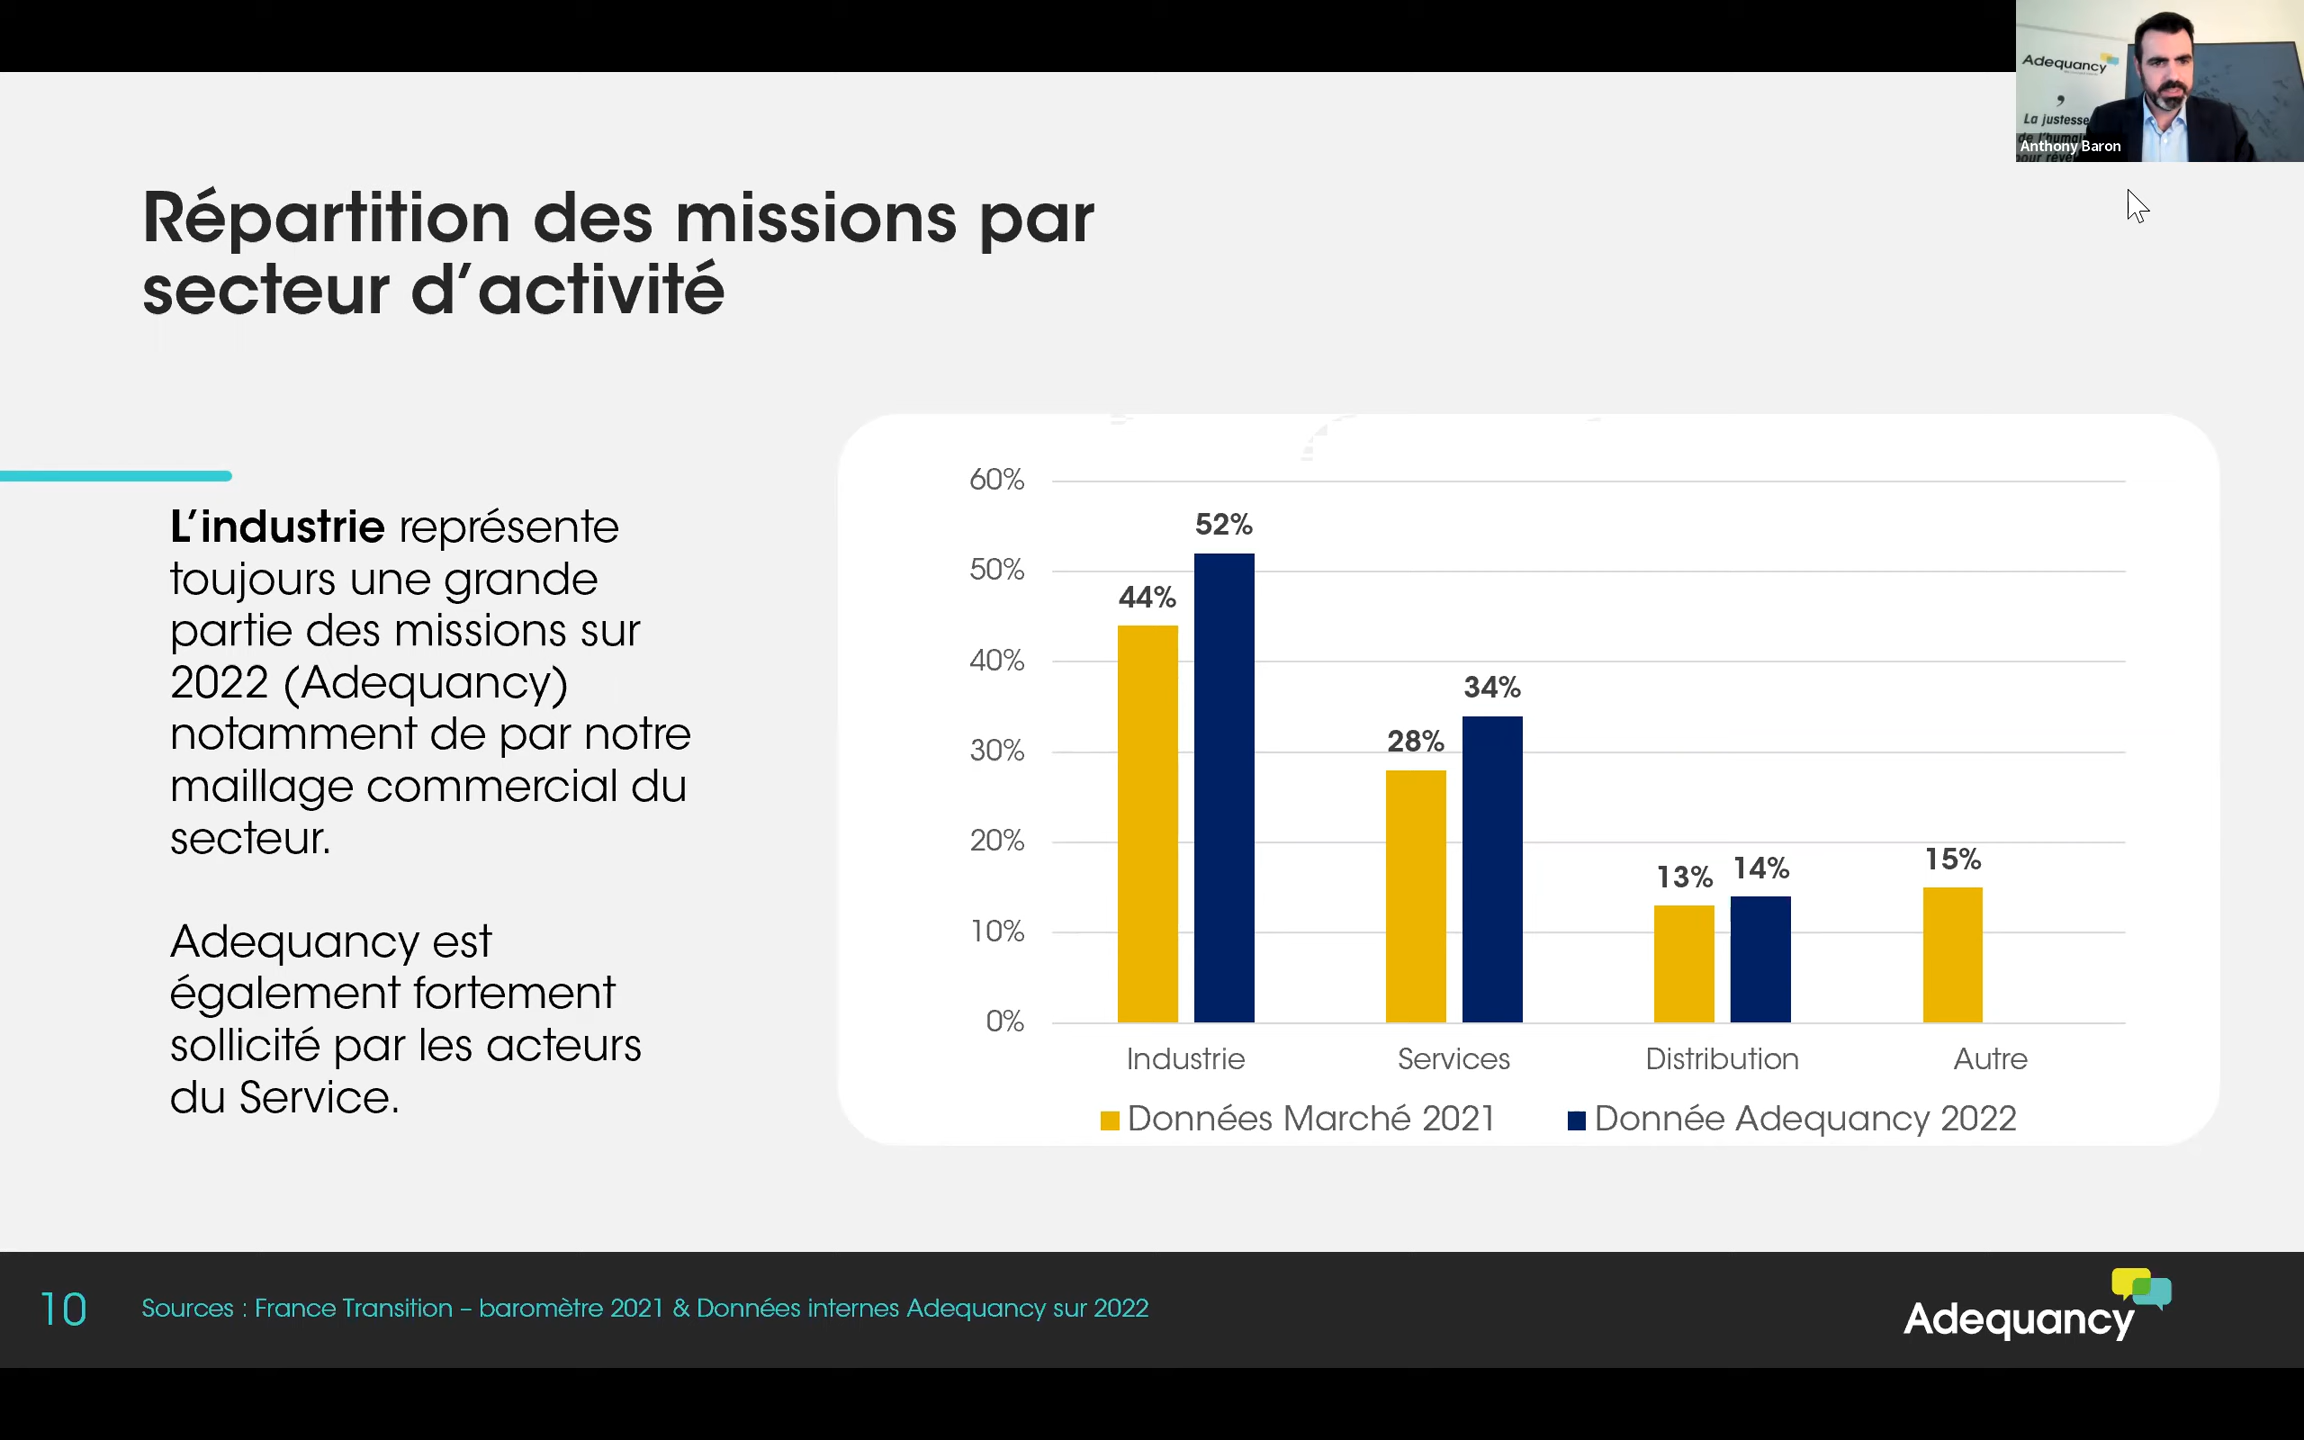 Adequancy
La justesse
de l'humai
pour révé
Anthony Baron
Répartition des missions par
secteur d’activité
L’industrie représente
toujours une grande
partie des missions sur
2022 (Adequancy)
notamment de par notre
maillage commercial du
secteur.
Adequancy est
également fortement
sollicité par les acteurs
du Service.
60%
50%
40%
30%
20%
10%
0%
44%
52%
28%
34%
13%
14%
15%
Industrie
Services
Distribution
Autre
Données Marché 2021
Donnée Adequancy 2022
10
Sources : France Transition – baromètre 2021 & Données internes Adequancy sur 2022
Adequancy